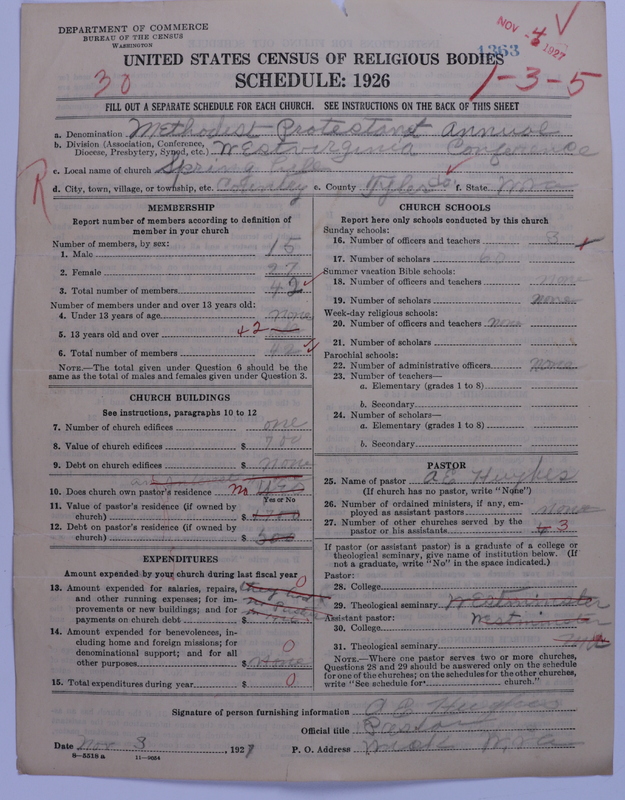 DEPARTMENT OF COMMERCE
BUREAU OF THE CENSUS
WASHINGTON
NOV -4 1927
4363
UNITED STATES CENSUS OF RELIGIOUS BODIES
30
SCHEDULE: 1926
1-3-5
FILL OUT A SEPARATE SCHEDULE FOR EACH CHURCH. SEE INSTRUCTIONS ON THE BACK OF THIS SHEET
a. Denomination Methodist Protestant Annual
b. Division (Association, Conference, Diocese, Presbytery, Synod, etc.) West virginia Conference
c. Local name of church Spring
R
d. City, town, village, or township, etc. e. County Tyler f. State W Va
MEMBERSHIP
Report number of members according to definition of
member in your church
Number of members, by sex:
1. Male 15
2. Female 27
3. Total number of members 42
Number of members under and over 13 years old:
4. Under 13 years of age none
5. 13 years old and over 42
6. Total number of members 42
NOTE.—The total given under Question 6 should be
same as the total of males and females given under Question 3.
CHURCH BUILDINGS
See instructions, paragraphs 10 to 12
7. Number of church edifices one
8. Value of church edifices $ 700
9. Debt on church edifices $ none
10. Does church own pastor's residence No yes
Yes or No
11. Value of pastor's residence (if owned by
church) $
12. Debt on pastor's residence (if owned by
church) $ 300
EXPENDITURES
Amount expended by your church during last fiscal year
13. Amount expended for salaries, repairs, 0
and other running expenses; for im-
provements or new buildings; and for
payments on church debt $
14. Amount expended for benevolences, in-
cluding home and foreign missions; for
denominational support; and for all 0
other purposes $ None
15. Total expenditures during year $ 0
CHURCH SCHOOLS
Report here only schools conducted by this church
Sunday schools:
16. Number of officers and teachers 8
17. Number of scholars 60
Summer vacation Bible schools:
18. Number of officers and teachers none
19. Number of scholars none
Week-day religious schools:
20. Number of officers and teachers none
21. Number of scholars
Parochial schools:
22. Number of administrative officers none
23. Number of teachers—
a. Elementary (grades 1 to 8)
b. Secondary
24. Number of scholars—
a. Elementary (grades 1 to 8)
b. Secondary
PASTOR
25. Name of pastor A E Hughes
(If church has no pastor, write "None")
26. Number of ordained ministers, if any, em-
ployed as assistant pastors none
27. Number of other churches served by the
pastor or his assistants 3
If pastor (or assistant pastor) is a graduate of a college or
theological seminary, give name of institution below. (If
not a graduate, write "No" in the space indicated.)
Pastor:
28. College
29. Theological seminary Westminster
Assistant pastor: Westminster
30. College
31. Theological seminary
NOTE.—Where one pastor serves two or more churches,
Questions 28 and 29 should be answered only on the schedule
for one of the churches; on the schedules for the other churches,
write "See schedule for church."
Signature of person furnishing information A E Hughes
Official title Pastor
Date Nov 3, 1927 P. O. Address W Va
8-5518 a 11-9054